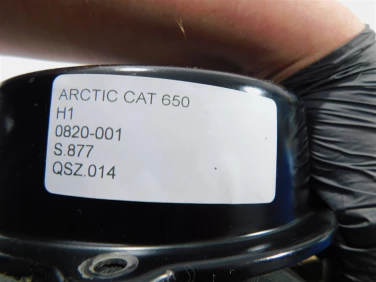 ARCTIC CAT 650
H1
0820-001
S.877
QSZ.014